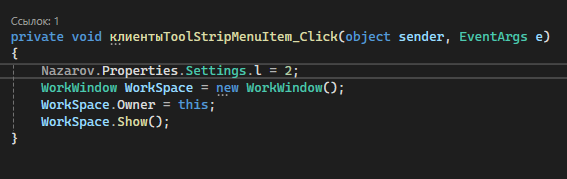 Ссылок: 1
private void клиентыToolStripMenuItem_Click(object sender, EventArgs e)
{
Nazarov.Properties.Settings.l = 2;
WorkWindow WorkSpace = new WorkWindow();
WorkSpace.Owner = this;
WorkSpace.Show();
}